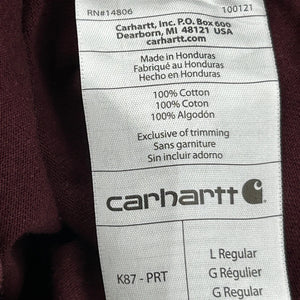 RN#14806 100121
Carhartt, Inc. P.O. Box 600
Dearborn, MI 48121 USA
carhartt.com
Made in Honduras
Fabriqué au Honduras
Hecho en Honduras
100% Cotton
100% Coton
100% Algodón
Exclusive of trimming
Sans garniture
Sin incluir adorno
carhartt
K87 - PRT
L Regular
G Régulier
G Regular